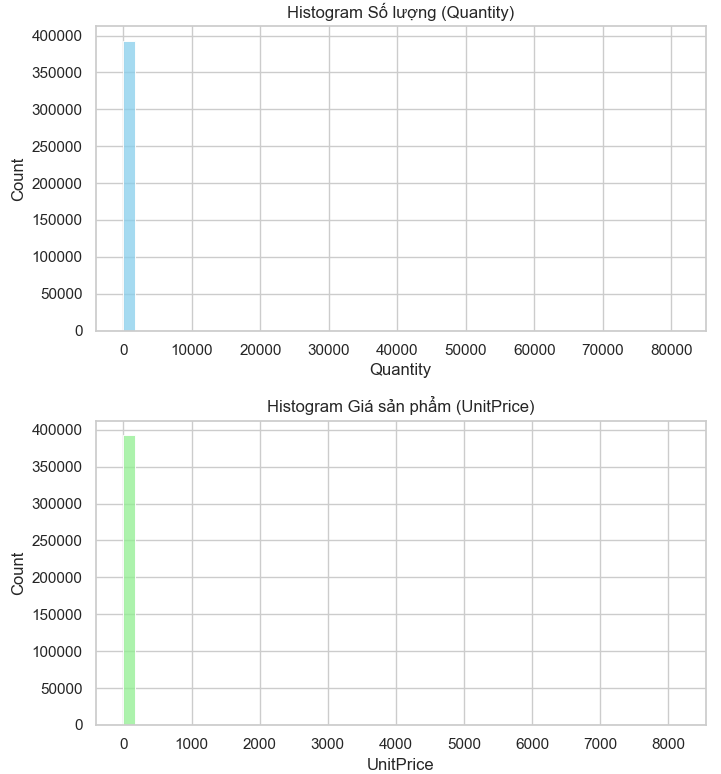 Histogram Số lượng (Quantity)
400000
350000
300000
250000
200000
150000
100000
50000
0
Count
0 10000 20000 30000 40000 50000 60000 70000 80000
Quantity
Histogram Giá sản phẩm (UnitPrice)
400000
350000
300000
250000
200000
150000
100000
50000
0
Count
0 1000 2000 3000 4000 5000 6000 7000 8000
UnitPrice